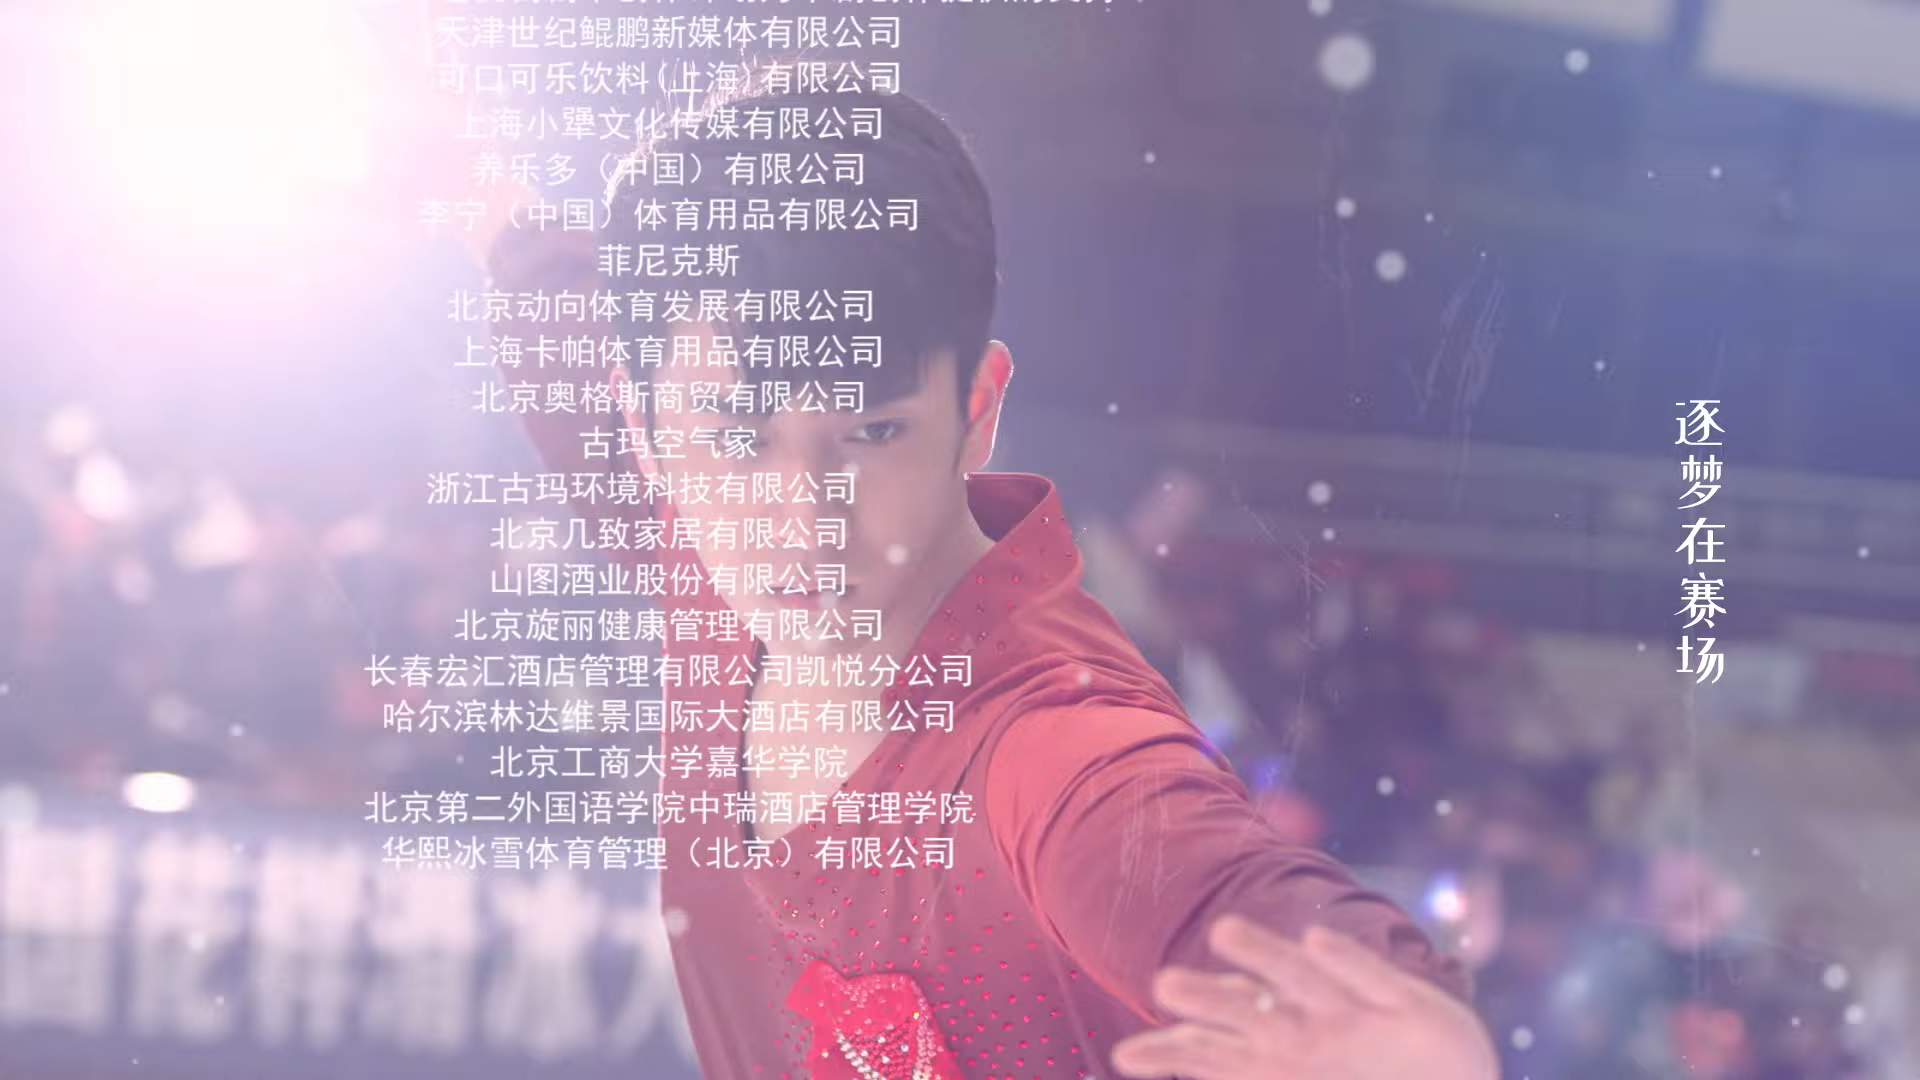 天津世纪鲲鹏新媒体有限公司
可口可乐饮料(上海)有限公司
上海小犟文化传媒有限公司
养乐多（中国）有限公司
李宁（中国）体育用品有限公司
菲尼克斯
北京动向体育发展有限公司
上海卡帕体育用品有限公司
北京奥格斯商贸有限公司
古玛空气家
浙江古玛环境科技有限公司
北京几致家居有限公司
山图酒业股份有限公司
北京旋丽健康管理有限公司
长春宏汇酒店管理有限公司凯悦分公司
哈尔滨林达维景国际大酒店有限公司
北京工商大学嘉华学院
北京第二外国语学院中瑞酒店管理学院
华熙冰雪体育管理（北京）有限公司
逐梦在赛场